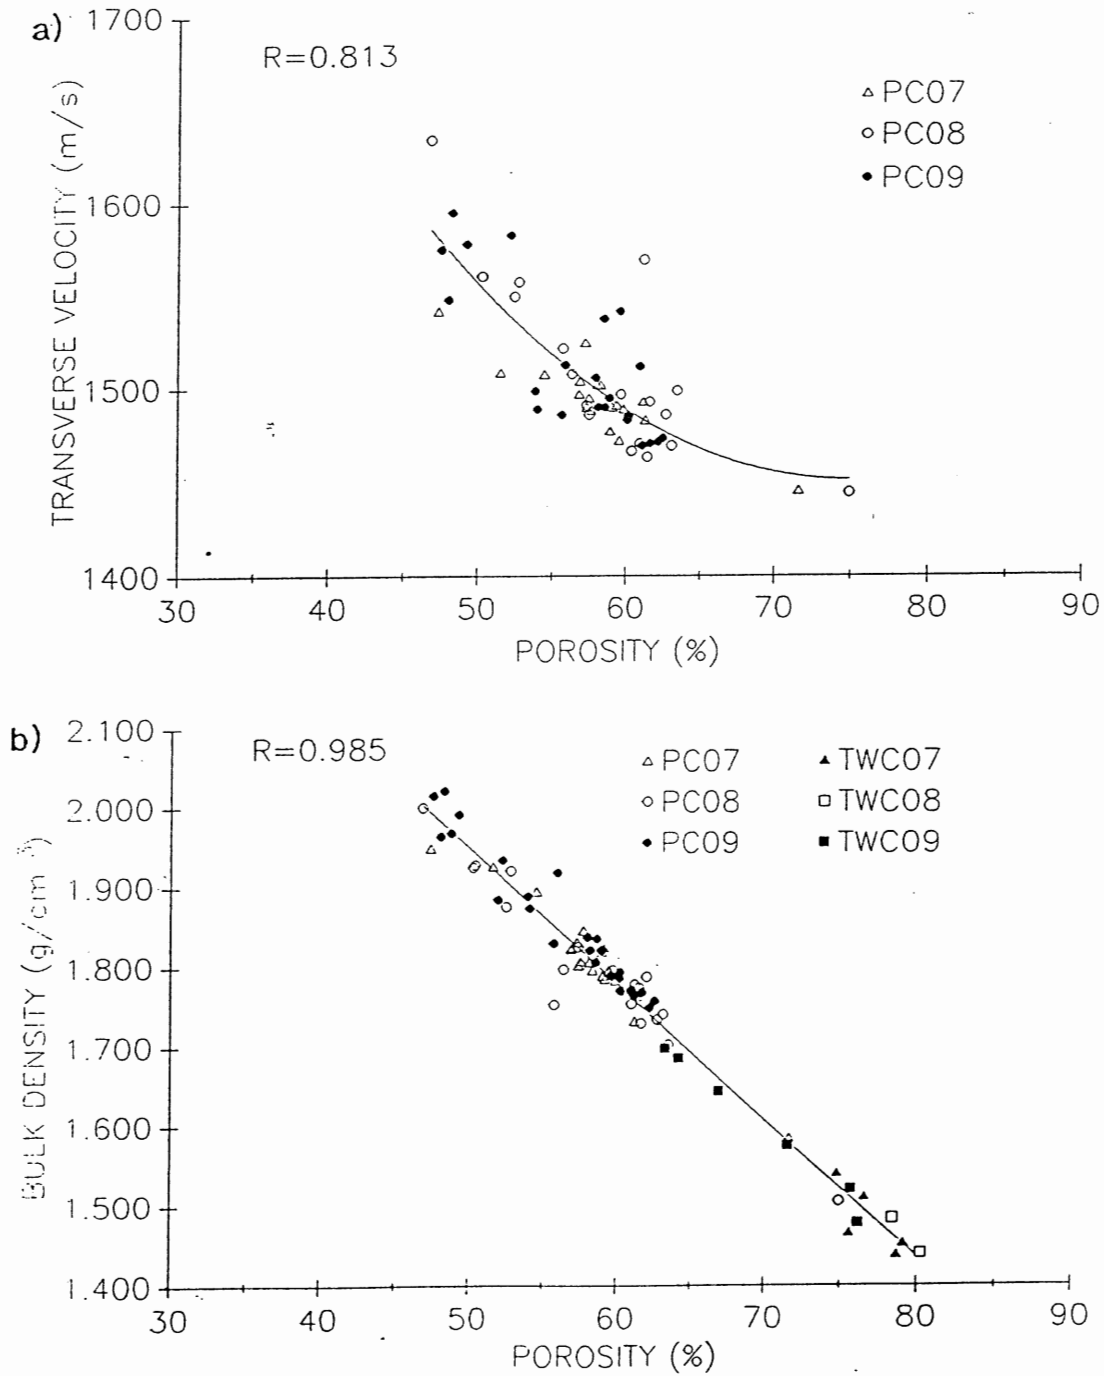 a)
1700
R=0.813
PC07
PC08
PC09
TRANSVERSE VELOCITY (m/s)
1600
1500
1400
30 40 50 60 70 80 90
POROSITY (%)
b)
2.100
R=0.985
PC07 TWC07
PC08 TWC08
PC09 TWC09
BULK DENSITY (g/cm³)
2.000
1.900
1.800
1.700
1.600
1.500
1.400
30 40 50 60 70 80 90
POROSITY (%)